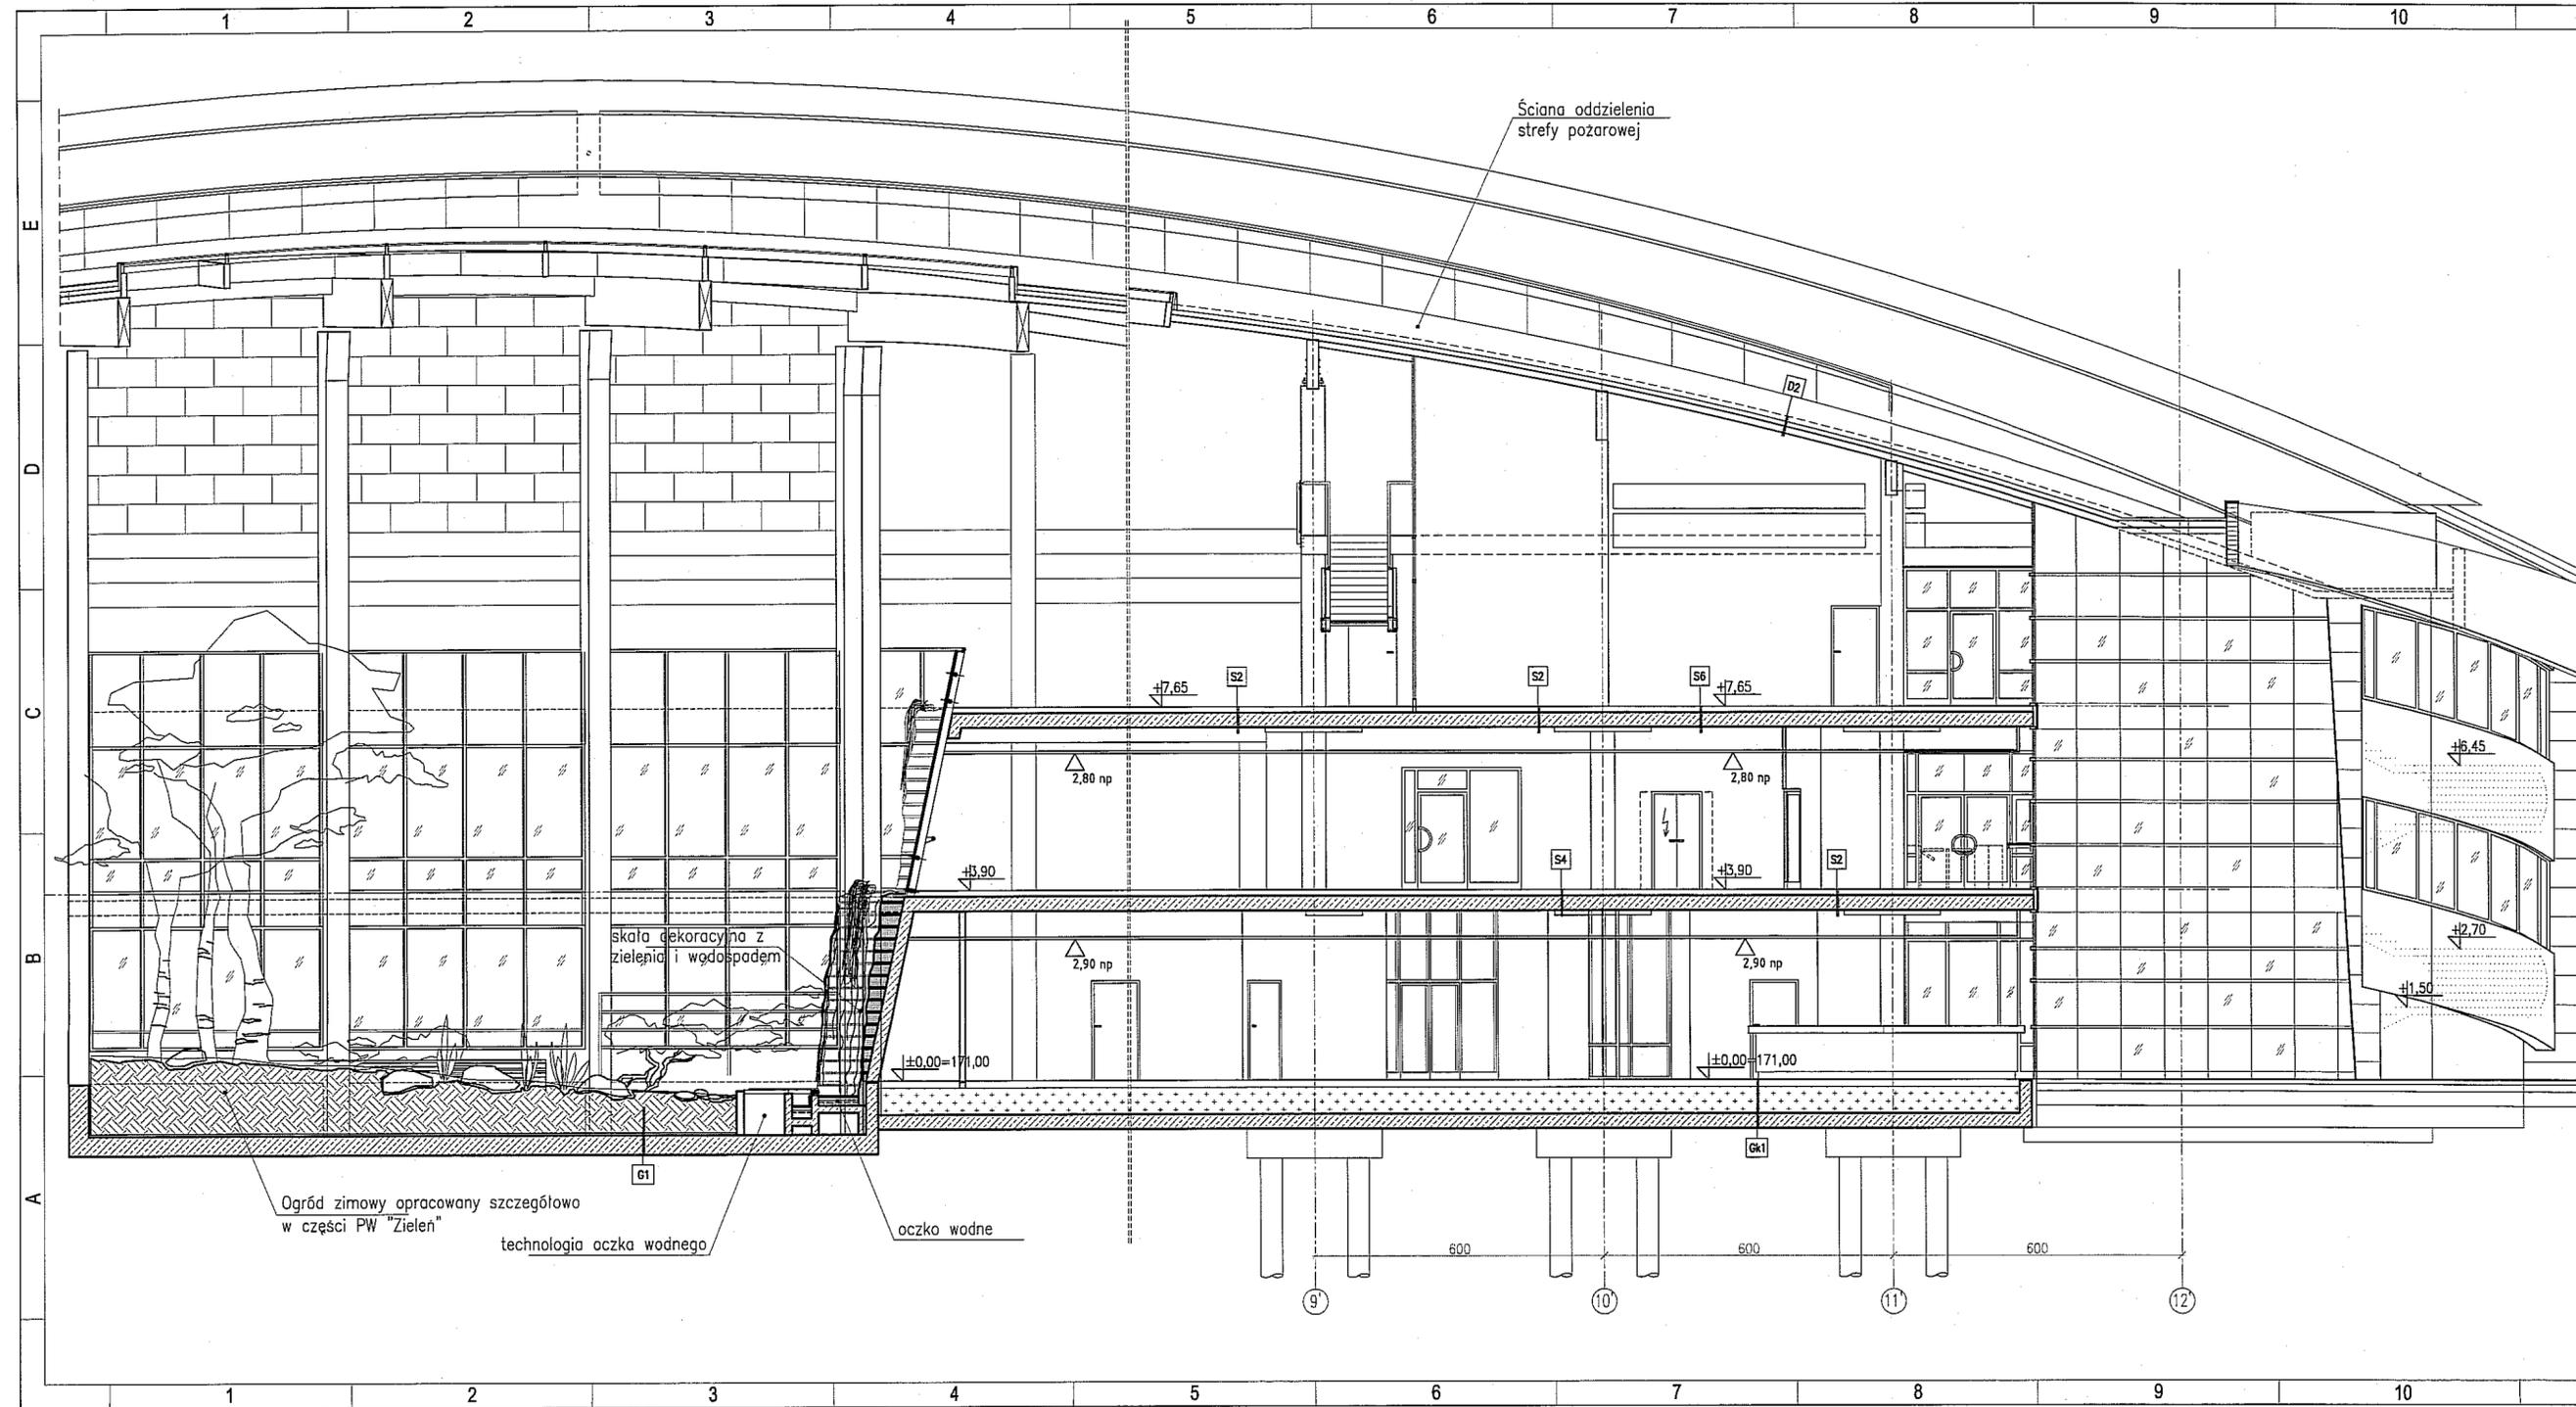 1 2 3 4 5 6 7 8 9 10
Ściana oddzielenia
strefy pożarowej
E
D2
D
C
+7,65 S2 S2 S6 +7,65
+6,45
2,80 np 2,80 np
+3,90 S4 +3,90 S2
skała dekoracyjna z
zielenią i wodospadem
+2,70
B
2,90 np 2,90 np
+1,50
±0,00=171,00 ±0,00=171,00
G1 Gk1
A
Ogród zimowy opracowany szczegółowo
w części PW "Zieleń"
oczko wodne
technologia oczka wodnego
600 600 600
9' 10' 11' 12'
1 2 3 4 5 6 7 8 9 10